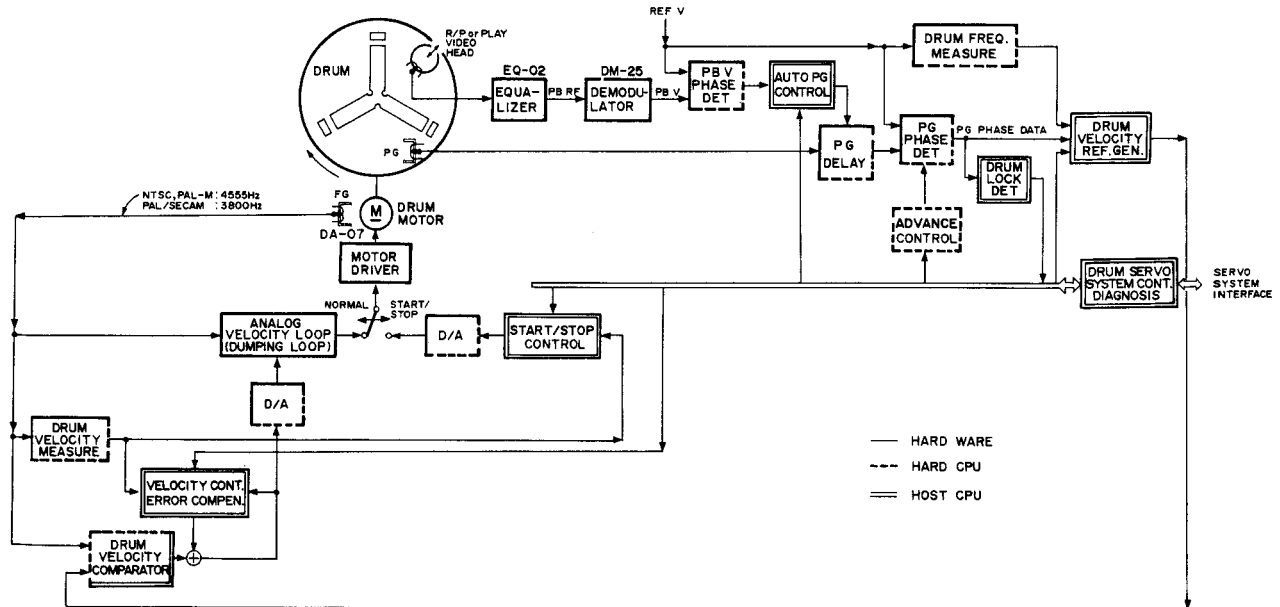 REF V
R/P or PLAY
VIDEO
HEAD
DRUM
PG
EQ-02
EQUA-
LIZER
PB RF
DM-25
DEMODU-
LATOR
PB V
PB V
PHASE
DET
AUTO PG
CONTROL
DRUM FREQ.
MEASURE
PG
DELAY
PG
PHASE
DET
PG PHASE DATA
DRUM
VELOCITY
REF. GEN.
DRUM
LOCK
DET
ADVANCE
CONTROL
NTSC, PAL-M : 4555Hz
PAL/SECAM : 3800Hz
FG
M
DRUM
MOTOR
DA-07
MOTOR
DRIVER
NORMAL
START/
STOP
DRUM SERVO
SYSTEM CONT.
DIAGNOSIS
SERVO
SYSTEM
INTERFACE
ANALOG
VELOCITY LOOP
(DUMPING LOOP)
D/A
START/STOP
CONTROL
D/A
DRUM
VELOCITY
MEASURE
VELOCITY CONT.
ERROR COMPEN.
DRUM
VELOCITY
COMPARATOR
HARD WARE
HARD CPU
HOST CPU